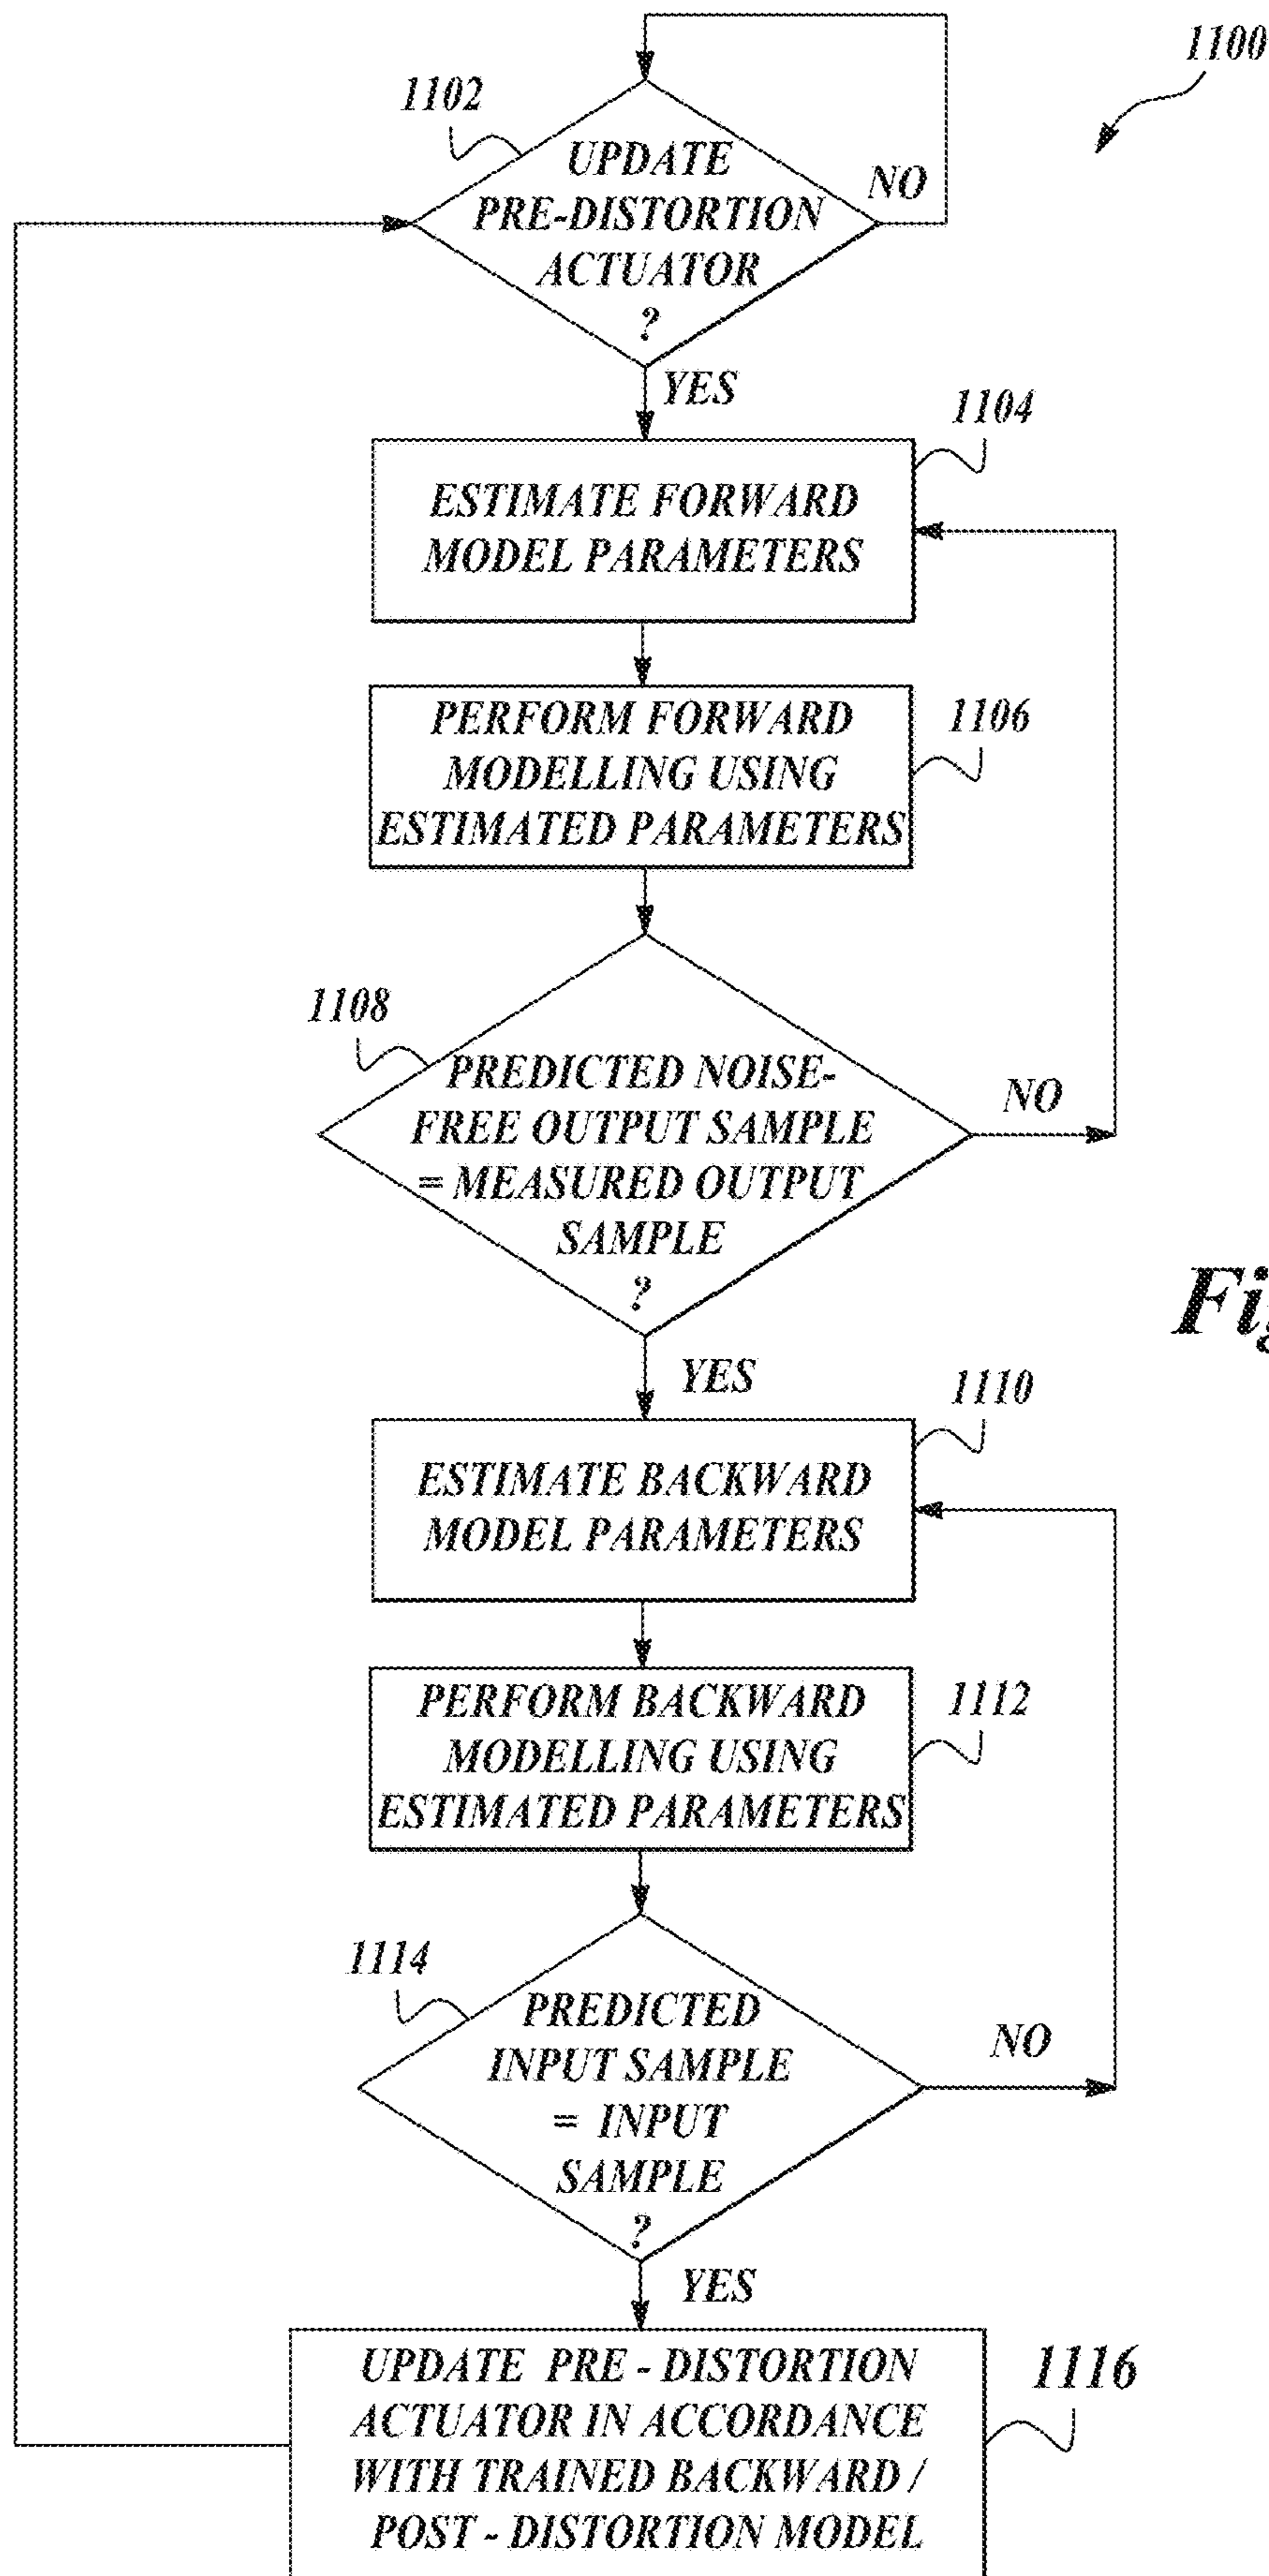 1100
1102
UPDATE
PRE-DISTORTION
ACTUATOR
?
NO
YES
1104
ESTIMATE FORWARD
MODEL PARAMETERS
1106
PERFORM FORWARD
MODELLING USING
ESTIMATED PARAMETERS
1108
PREDICTED NOISE-
FREE OUTPUT SAMPLE
= MEASURED OUTPUT
SAMPLE
?
NO
YES
1110
ESTIMATE BACKWARD
MODEL PARAMETERS
1112
PERFORM BACKWARD
MODELLING USING
ESTIMATED PARAMETERS
1114
PREDICTED
INPUT SAMPLE
= INPUT
SAMPLE
?
NO
YES
1116
UPDATE PRE - DISTORTION
ACTUATOR IN ACCORDANCE
WITH TRAINED BACKWARD /
POST - DISTORTION MODEL